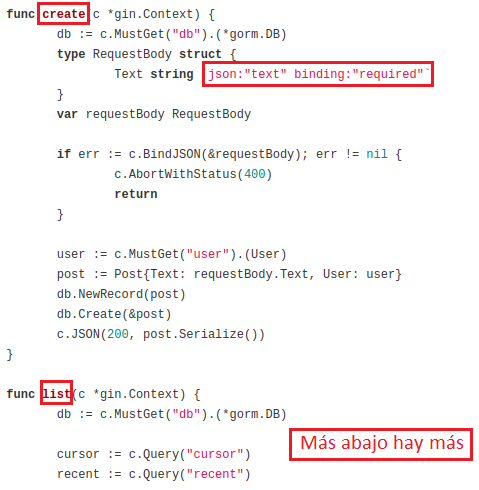 func create(c *gin.Context) {
db := c.MustGet("db").(*gorm.DB)
type RequestBody struct {
Text string `json:"text" binding:"required"`
}
var requestBody RequestBody
if err := c.BindJSON(&requestBody); err != nil {
c.AbortWithStatus(400)
return
}
user := c.MustGet("user").(User)
post := Post{Text: requestBody.Text, User: user}
db.NewRecord(post)
db.Create(&post)
c.JSON(200, post.Serialize())
}
func list(c *gin.Context) {
db := c.MustGet("db").(*gorm.DB)
Más abajo hay más
cursor := c.Query("cursor")
recent := c.Query("recent")